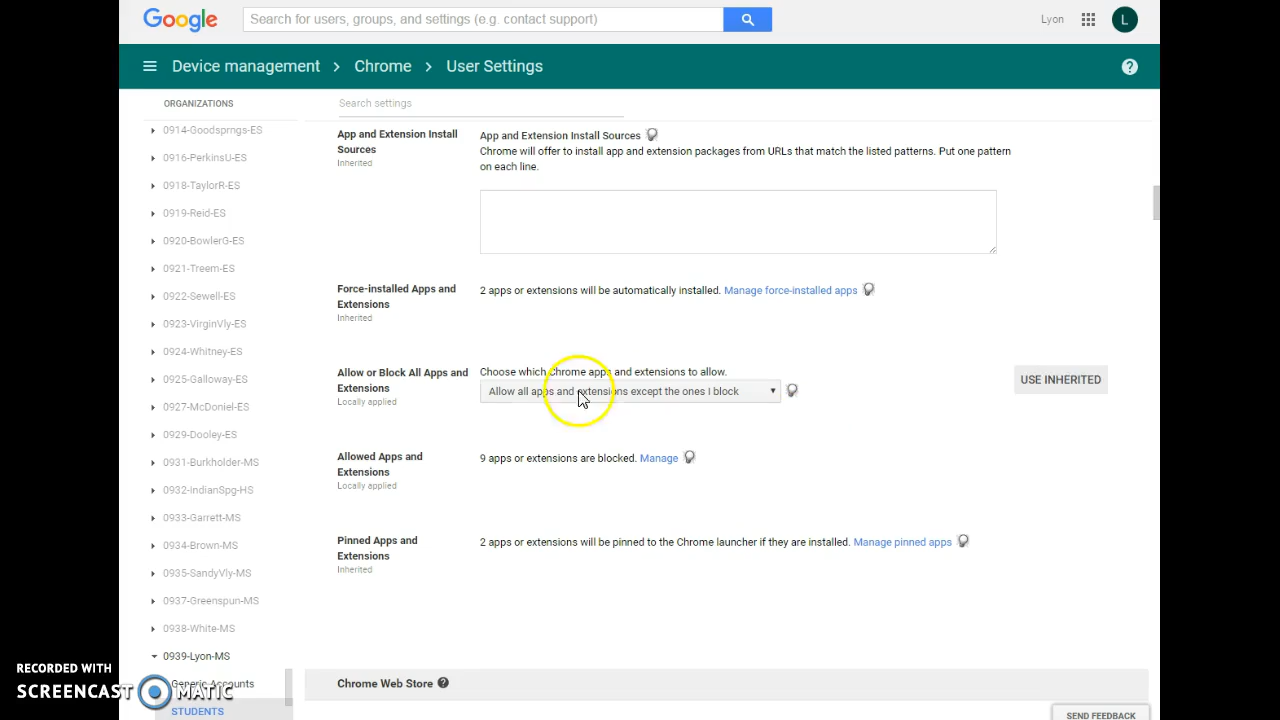 Google
Search for users, groups, and settings (e.g. contact support)
Lyon
L
Device management > Chrome > User Settings
?
ORGANIZATIONS
0914-Goodsprngs-ES
0916-PerkinsU-ES
0918-TaylorR-ES
0919-Reid-ES
0920-BowlerG-ES
0921-Treem-ES
0922-Sewell-ES
0923-VirginVly-ES
0924-Whitney-ES
0925-Galloway-ES
0927-McDoniel-ES
0929-Dooley-ES
0931-Burkholder-MS
0932-IndianSpg-HS
0933-Garrett-MS
0934-Brown-MS
0935-SandyVly-MS
0937-Greenspun-MS
0938-White-MS
0939-Lyon-MS
Generic Accounts
STUDENTS
Search settings
App and Extension Install
Sources
Inherited
App and Extension Install Sources
Chrome will offer to install app and extension packages from URLs that match the listed patterns. Put one pattern
on each line.
Force-installed Apps and
Extensions
Inherited
2 apps or extensions will be automatically installed. Manage force-installed apps
Allow or Block All Apps and
Extensions
Locally applied
Choose which Chrome apps and extensions to allow.
Allow all apps and extensions except the ones I block
USE INHERITED
Allowed Apps and
Extensions
Locally applied
9 apps or extensions are blocked. Manage
Pinned Apps and
Extensions
Inherited
2 apps or extensions will be pinned to the Chrome launcher if they are installed. Manage pinned apps
Chrome Web Store ?
SEND FEEDBACK
RECORDED WITH
SCREENCAST MATIC